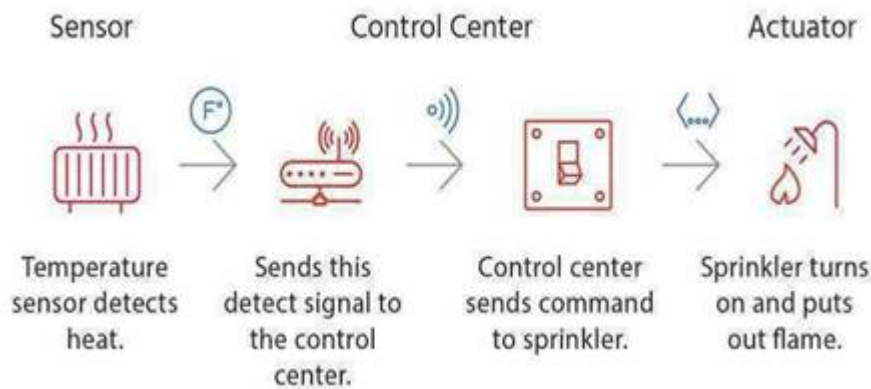 Sensor
Control Center
Actuator
F°
Temperature
sensor detects
heat.
Sends this
detect signal to
the control
center.
Control center
sends command
to sprinkler.
Sprinkler turns
on and puts
out flame.